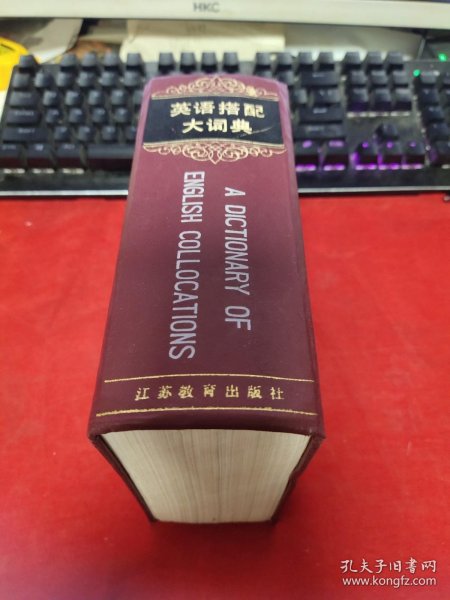 HKC
英语搭配
大词典
A DICTIONARY OF
ENGLISH COLLOCATIONS
江苏教育出版社
孔夫子旧书网
www.kongfz.com